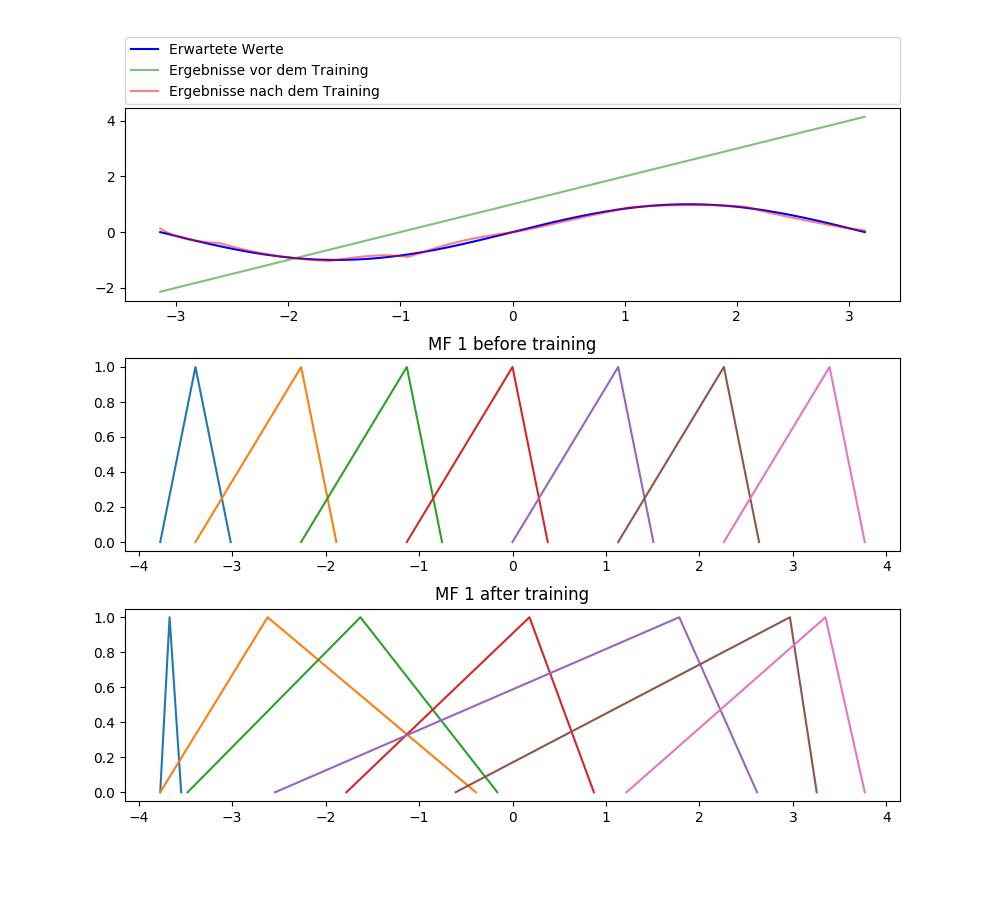 Erwartete Werte
Ergebnisse vor dem Training
Ergebnisse nach dem Training
4
2
0
−2
−3 −2 −1 0 1 2 3
MF 1 before training
1.0
0.8
0.6
0.4
0.2
0.0
−4 −3 −2 −1 0 1 2 3 4
MF 1 after training
1.0
0.8
0.6
0.4
0.2
0.0
−4 −3 −2 −1 0 1 2 3 4